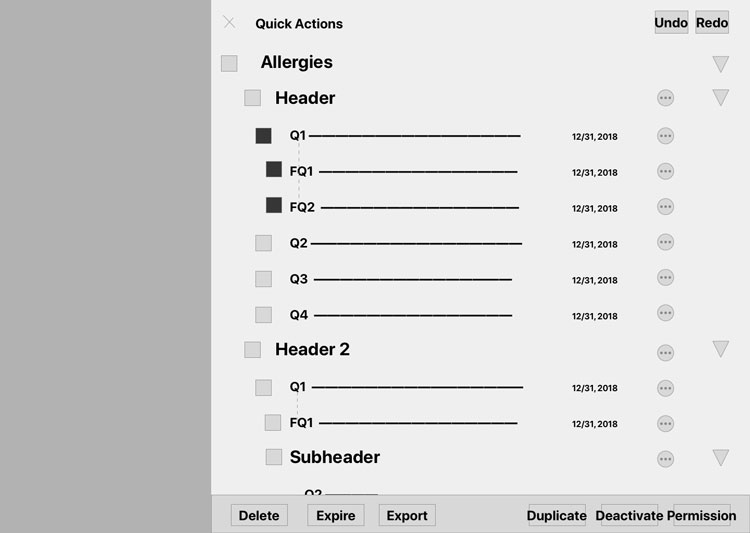 Quick Actions Undo Redo
Allergies
Header
Q1 12/31, 2018
FQ1 12/31, 2018
FQ2 12/31, 2018
Q2 12/31, 2018
Q3 12/31, 2018
Q4 12/31, 2018
Header 2
Q1 12/31, 2018
FQ1 12/31, 2018
Subheader
Delete Expire Export Duplicate Deactivate Permission